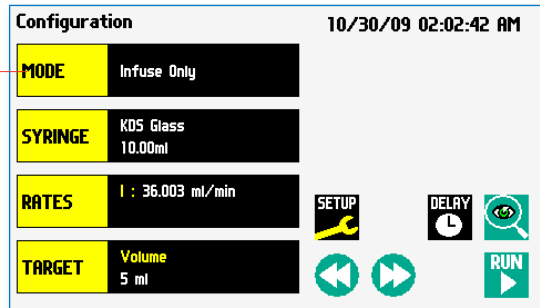 Configuration 10/30/09 02:02:42 AM
MODE Infuse Only
SYRINGE KDS Glass
10.00ml
RATES I : 36.003 ml/min
SETUP DELAY
TARGET Volume
5 ml
RUN